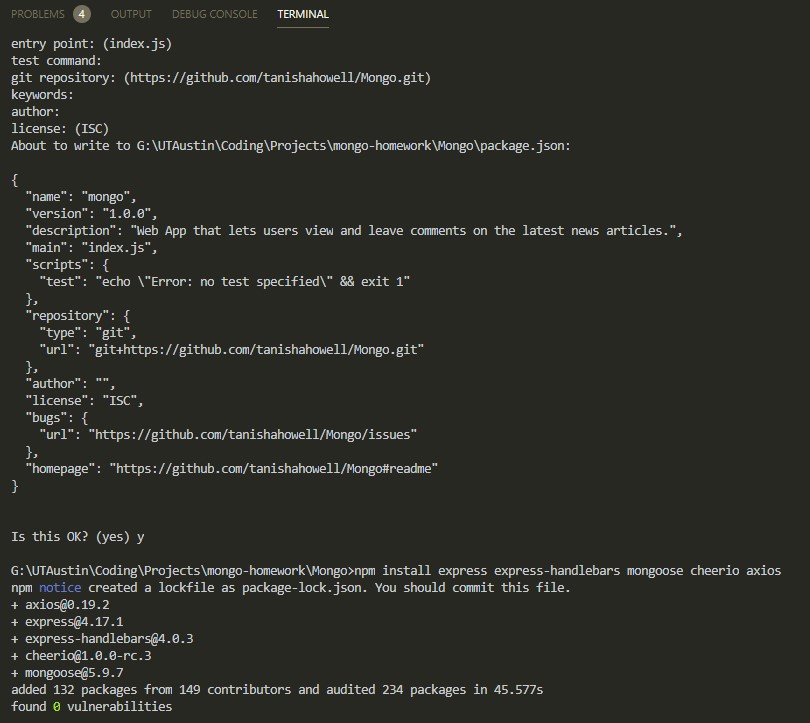 PROBLEMS 4 OUTPUT DEBUG CONSOLE TERMINAL
entry point: (index.js)
test command:
git repository: (https://github.com/tanishahowell/Mongo.git)
keywords:
author:
license: (ISC)
About to write to G:\UTAustin\Coding\Projects\mongo-homework\Mongo\package.json:
{
  "name": "mongo",
  "version": "1.0.0",
  "description": "Web App that lets users view and leave comments on the latest news articles.",
  "main": "index.js",
  "scripts": {
    "test": "echo \"Error: no test specified\" && exit 1"
  },
  "repository": {
    "type": "git",
    "url": "git+https://github.com/tanishahowell/Mongo.git"
  },
  "author": "",
  "license": "ISC",
  "bugs": {
    "url": "https://github.com/tanishahowell/Mongo/issues"
  },
  "homepage": "https://github.com/tanishahowell/Mongo#readme"
}
Is this OK? (yes) y
G:\UTAustin\Coding\Projects\mongo-homework\Mongo>npm install express express-handlebars mongoose cheerio axios
npm notice created a lockfile as package-lock.json. You should commit this file.
+ axios@0.19.2
+ express@4.17.1
+ express-handlebars@4.0.3
+ cheerio@1.0.0-rc.3
+ mongoose@5.9.7
added 132 packages from 149 contributors and audited 234 packages in 45.577s
found 0 vulnerabilities